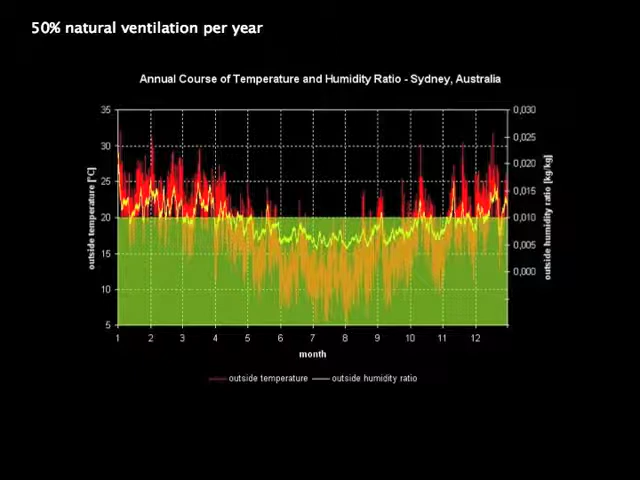 50% natural ventilation per year
Annual Course of Temperature and Humidity Ratio - Sydney, Australia
35
30
25
20
15
10
5
outside temperature [°C]
0,030
0,025
0,020
0,015
0,010
0,005
0,000
outside humidity ratio [kg/kg]
1 2 3 4 5 6 7 8 9 10 11 12
month
outside temperature outside humidity ratio